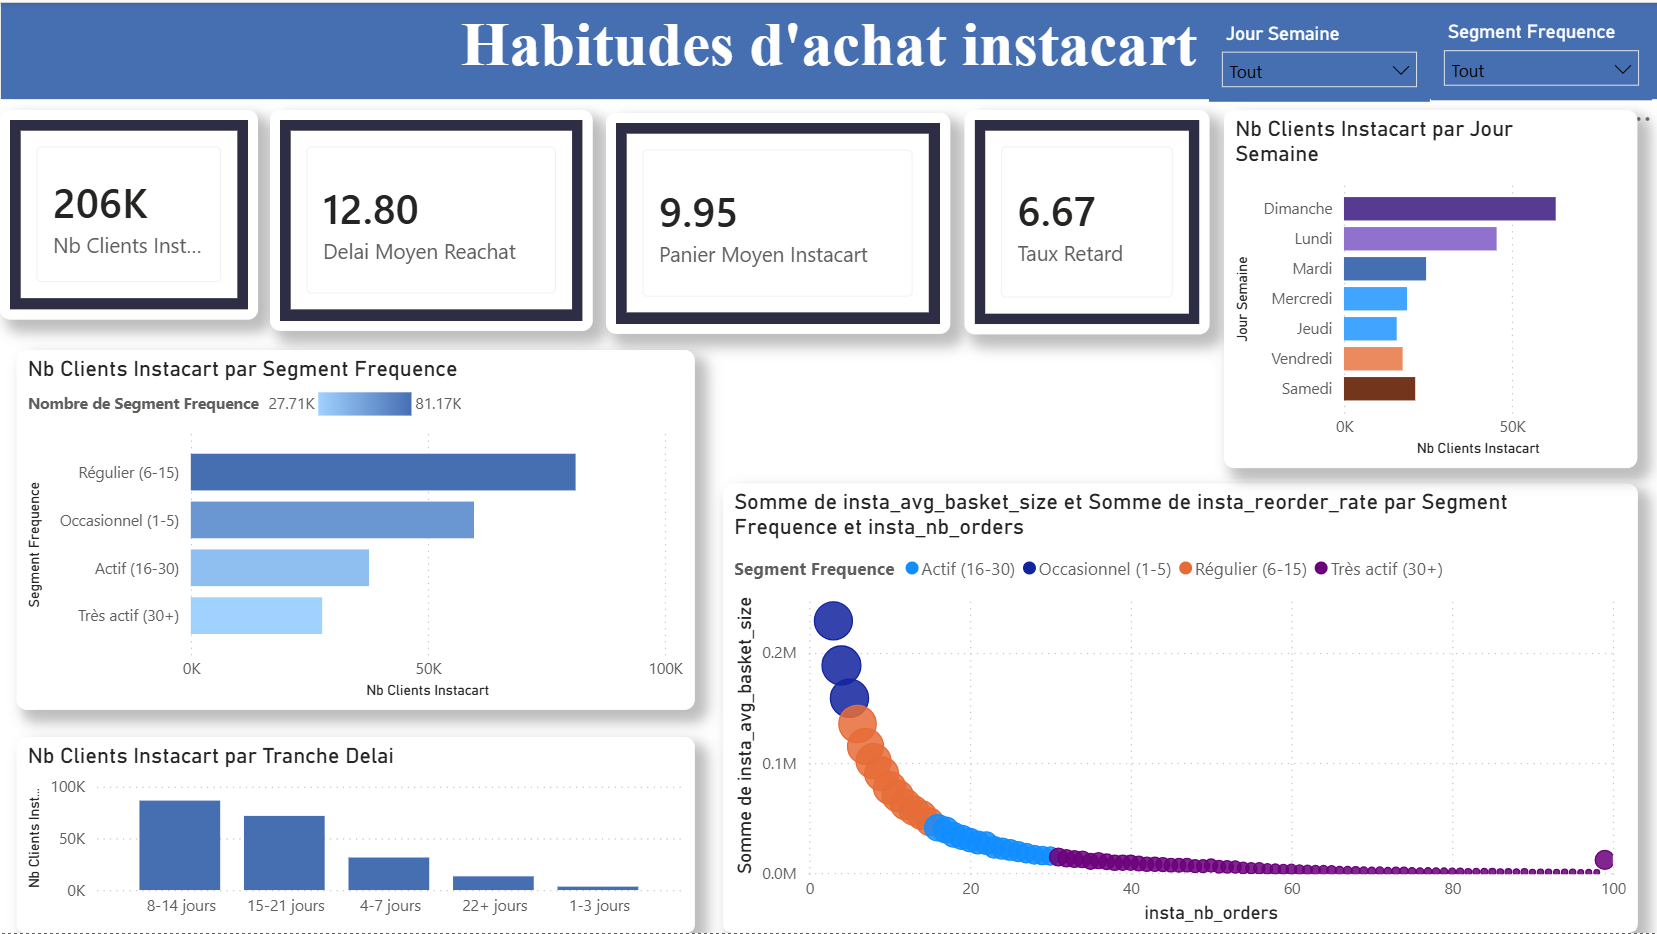 Habitudes d'achat instacart
Jour Semaine
Tout
Segment Frequence
Tout
206K
Nb Clients Inst...
12.80
Delai Moyen Reachat
9.95
Panier Moyen Instacart
6.67
Taux Retard
Nb Clients Instacart par Jour
Semaine
Jour Semaine
Dimanche
Lundi
Mardi
Mercredi
Jeudi
Vendredi
Samedi
0K
50K
Nb Clients Instacart
Nb Clients Instacart par Segment Frequence
Nombre de Segment Frequence 27.71K 81.17K
Segment Frequence
Régulier (6-15)
Occasionnel (1-5)
Actif (16-30)
Très actif (30+)
0K
50K
100K
Nb Clients Instacart
Somme de insta_avg_basket_size et Somme de insta_reorder_rate par Segment
Frequence et insta_nb_orders
Segment Frequence Actif (16-30) Occasionnel (1-5) Régulier (6-15) Très actif (30+)
Somme de insta_avg_basket_size
0.2M
0.1M
0.0M
0
20
40
60
80
100
insta_nb_orders
Nb Clients Instacart par Tranche Delai
Nb Clients Inst...
100K
50K
0K
8-14 jours
15-21 jours
4-7 jours
22+ jours
1-3 jours